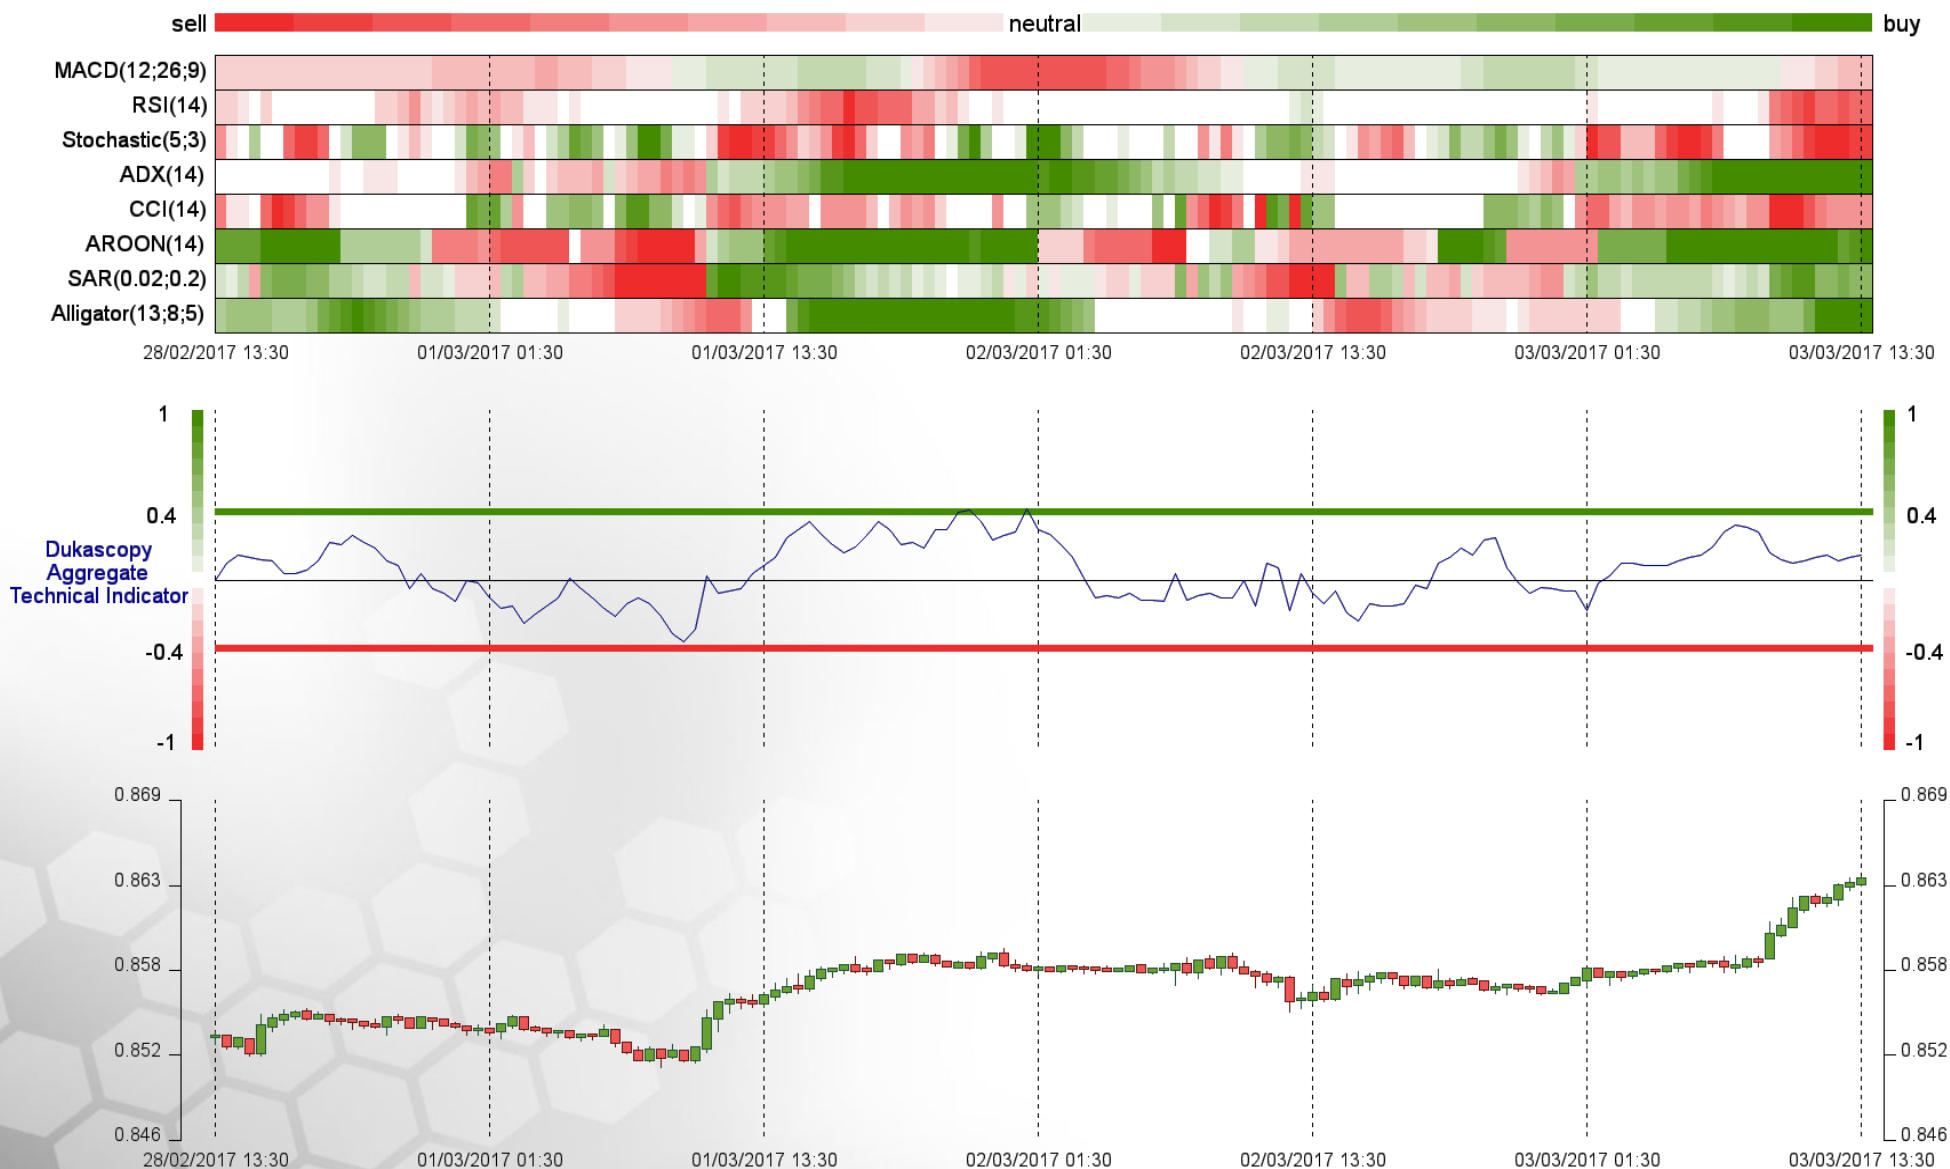 sell neutral buy
MACD(12;26;9)
RSI(14)
Stochastic(5;3)
ADX(14)
CCI(14)
AROON(14)
SAR(0.02;0.2)
Alligator(13;8;5)
28/02/2017 13:30 01/03/2017 01:30 01/03/2017 13:30 02/03/2017 01:30 02/03/2017 13:30 03/03/2017 01:30 03/03/2017 13:30
1 1
0.4 0.4
Dukascopy
Aggregate
Technical Indicator
-0.4 -0.4
-1 -1
0.869 0.869
0.863 0.863
0.858 0.858
0.852 0.852
0.846 0.846
28/02/2017 13:30 01/03/2017 01:30 01/03/2017 13:30 02/03/2017 01:30 02/03/2017 13:30 03/03/2017 01:30 03/03/2017 13:30